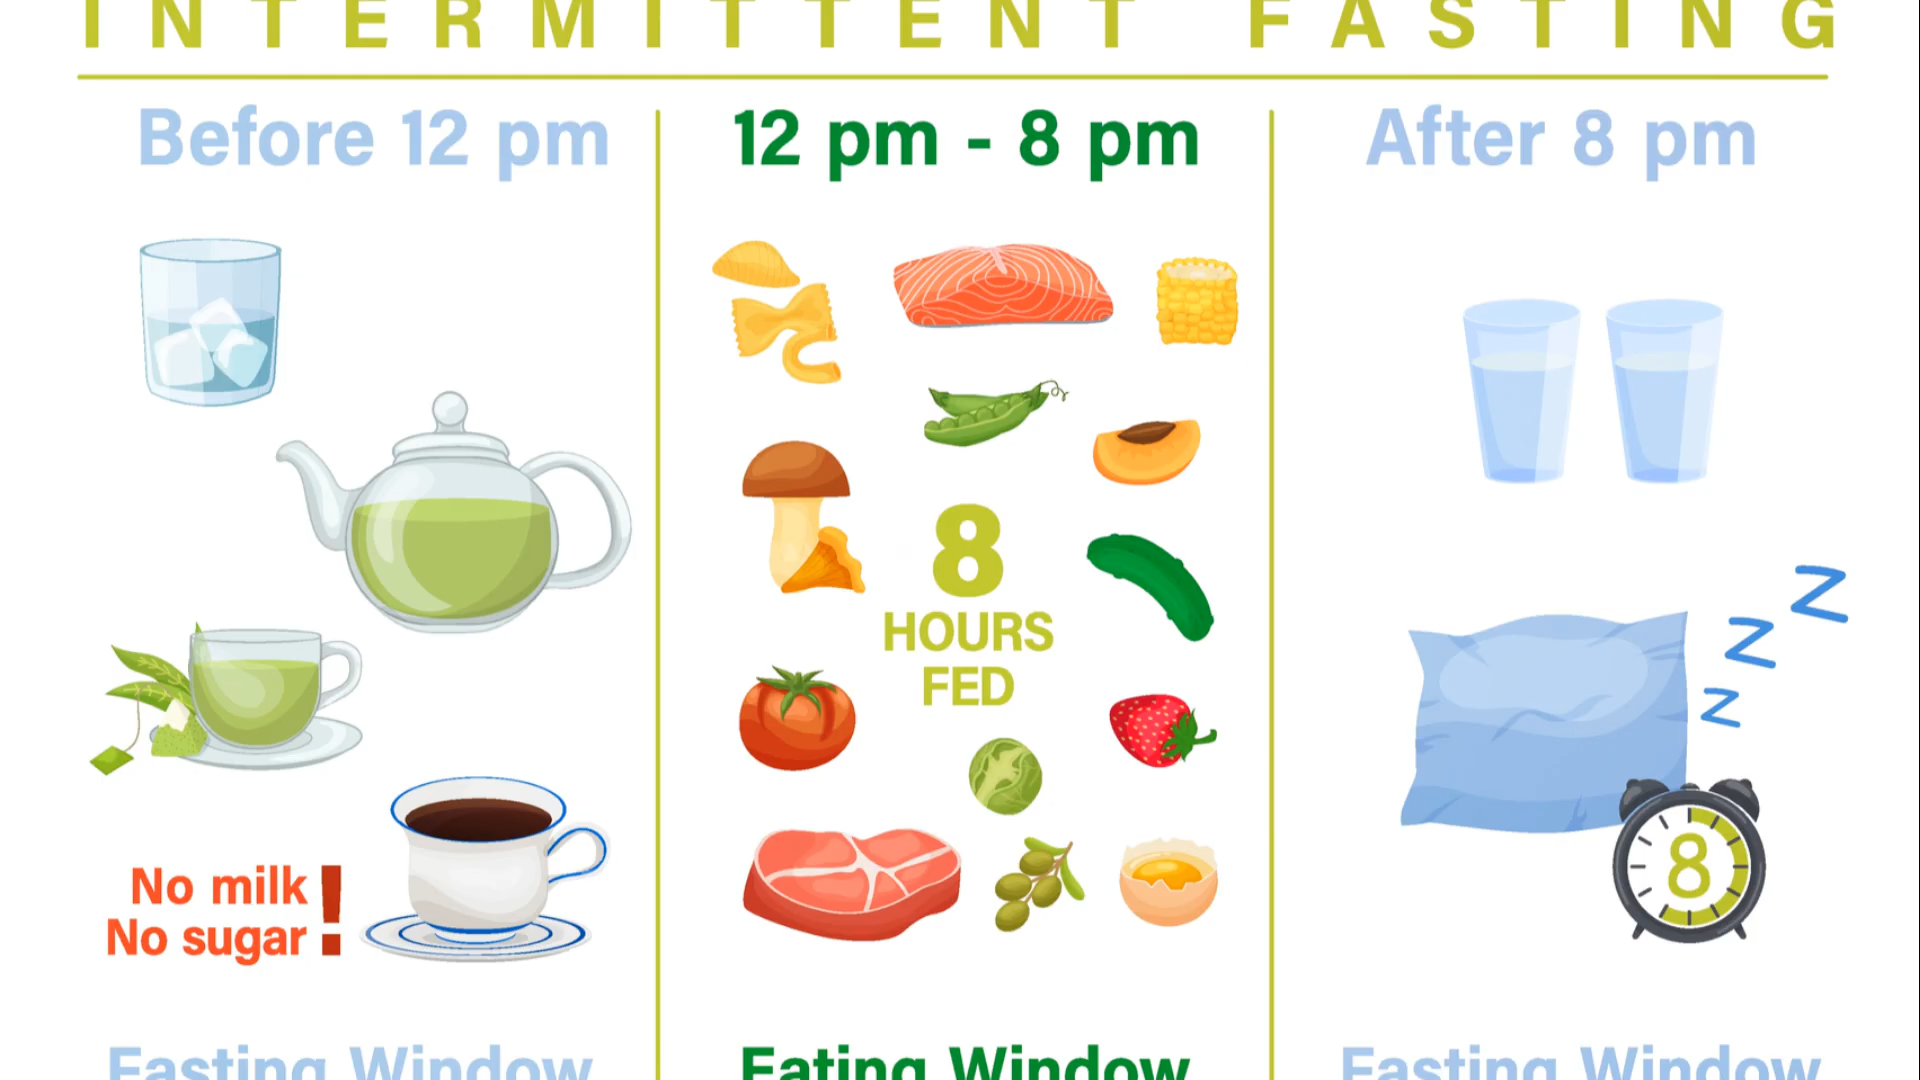 INTERMITTENT FASTING
Before 12 pm
No milk
No sugar!
Fasting Window
12 pm - 8 pm
8
HOURS
FED
Eating Window
After 8 pm
Z
Z
Z
8
Fasting Window